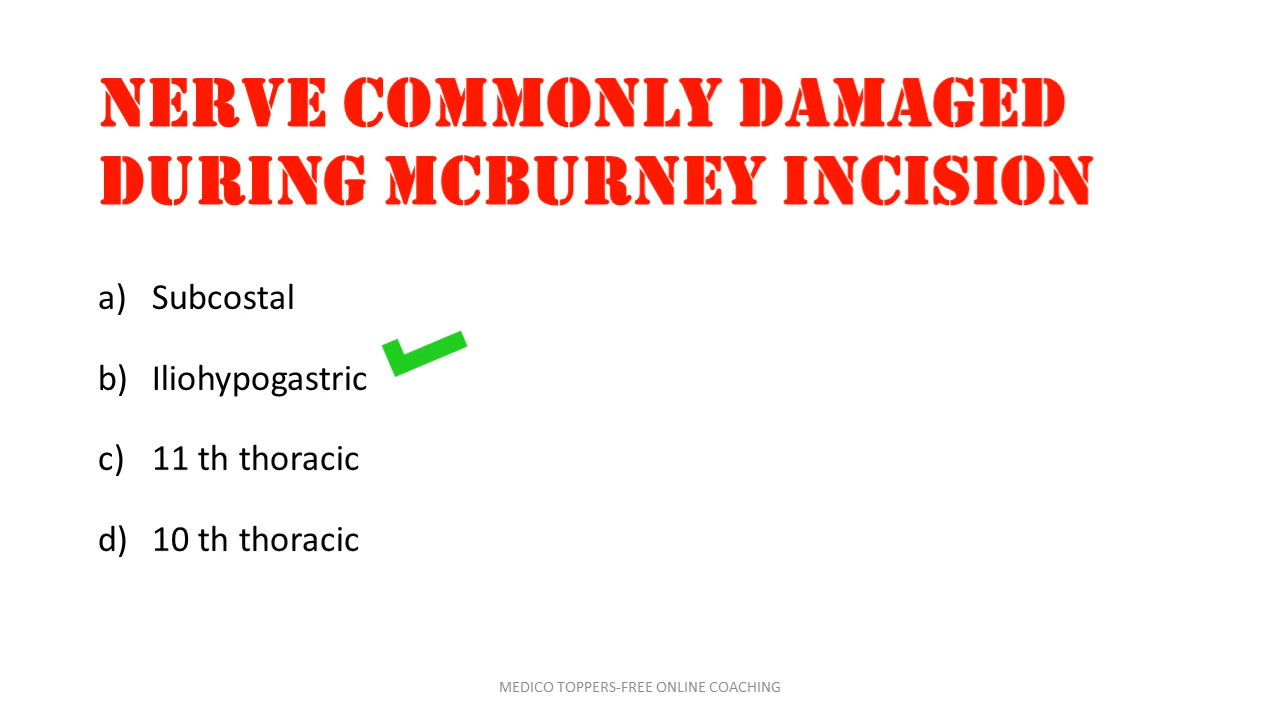 NERVE COMMONLY DAMAGED
DURING MCBURNEY INCISION
a) Subcostal
b) Iliohypogastric
c) 11 th thoracic
d) 10 th thoracic
MEDICO TOPPERS-FREE ONLINE COACHING